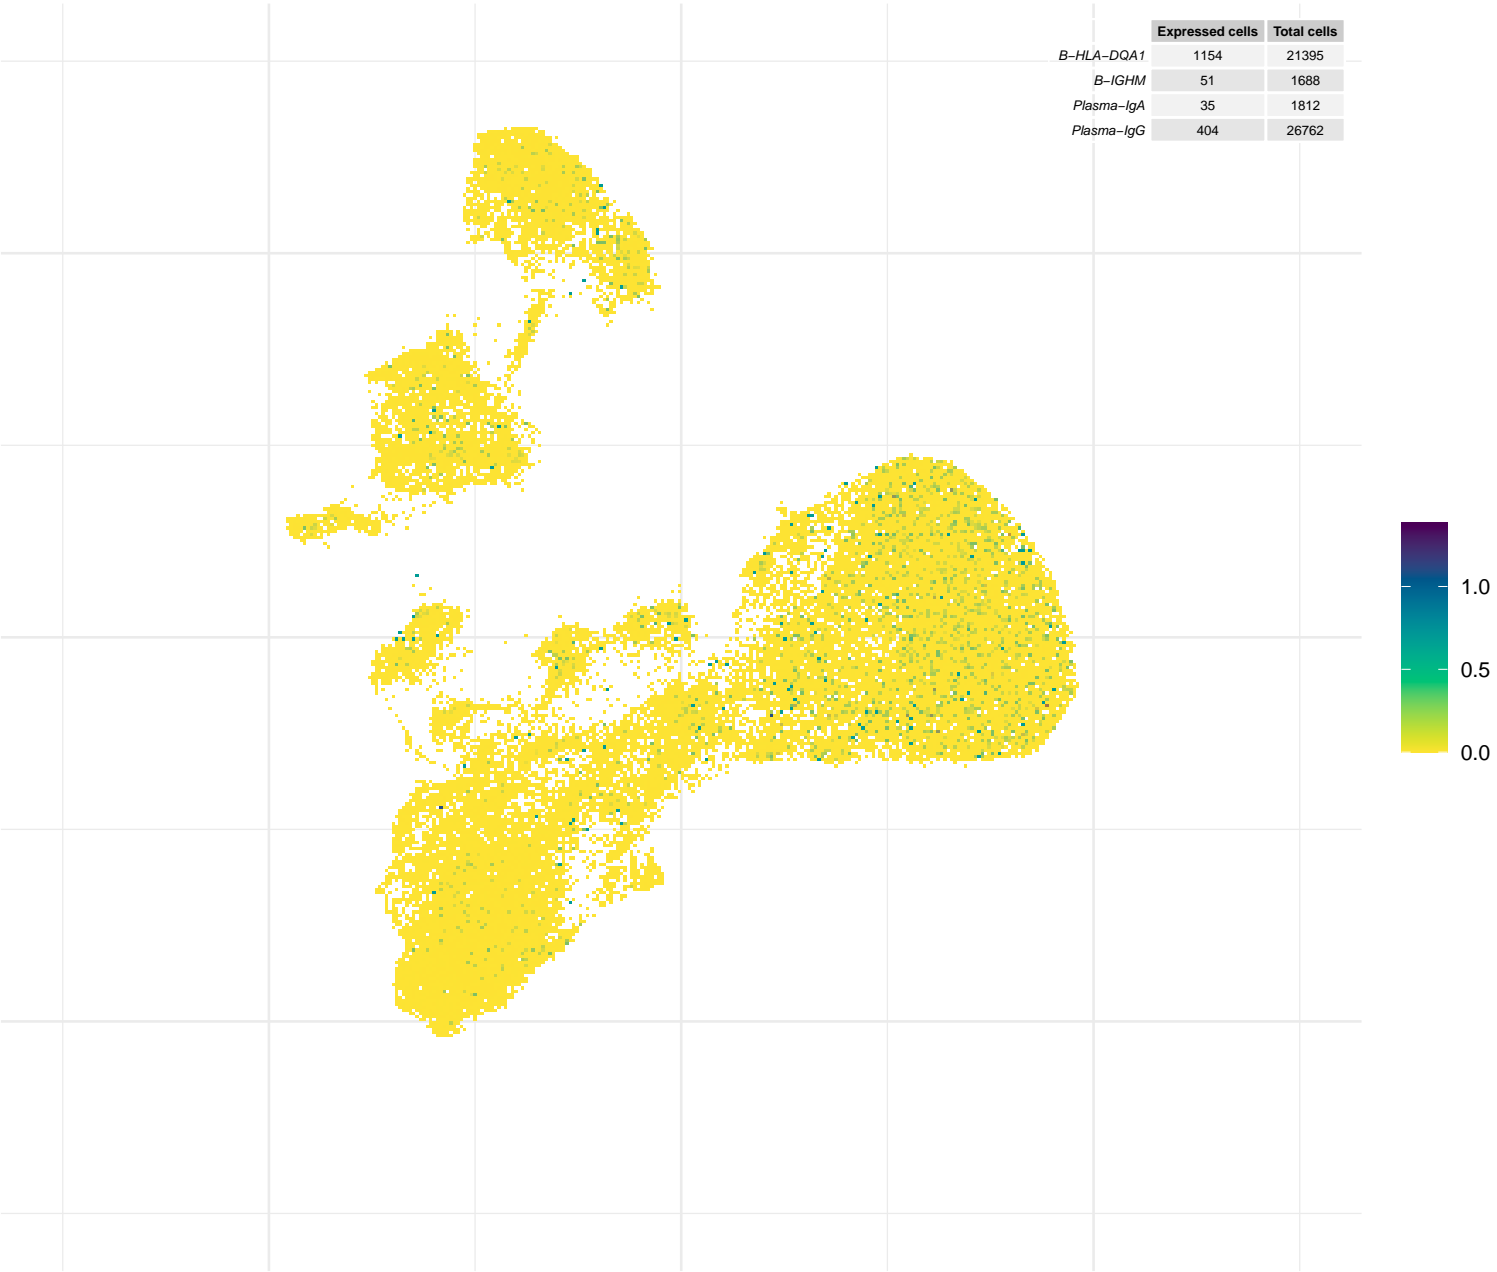 Expressed cells Total cells
B−HLA−DQA1 1154 21395
B−IGHM 51 1688
Plasma−IgA 35 1812
Plasma−IgG 404 26762
1.0
0.5
0.0